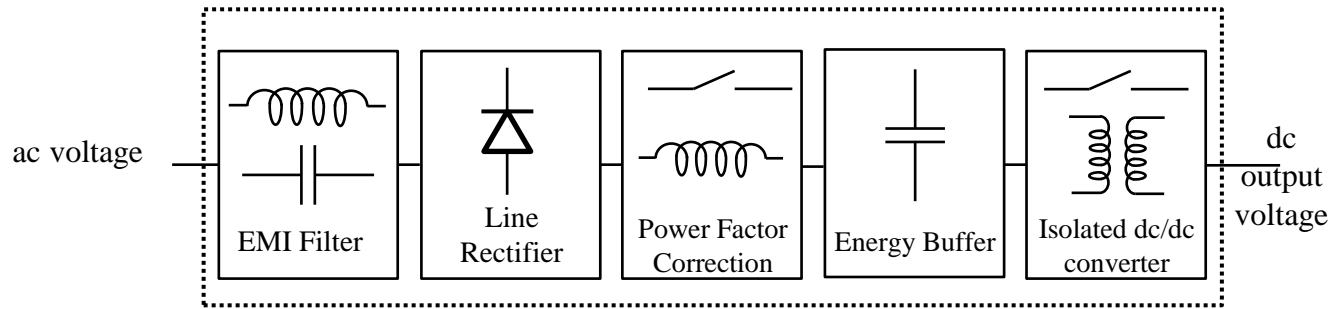 ac voltage
EMI Filter
Line
Rectifier
Power Factor
Correction
Energy Buffer
Isolated dc/dc
converter
dc
output
voltage